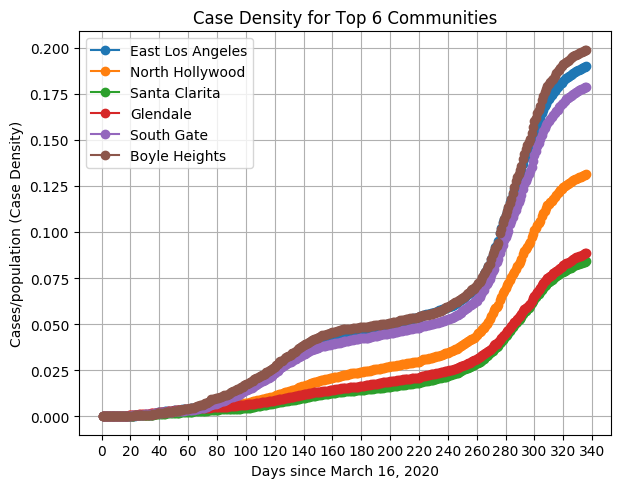 Case Density for Top 6 Communities
East Los Angeles
North Hollywood
Santa Clarita
Glendale
South Gate
Boyle Heights
Cases/population (Case Density)
0.200
0.175
0.150
0.125
0.100
0.075
0.050
0.025
0.000
0 20 40 60 80 100 120 140 160 180 200 220 240 260 280 300 320 340
Days since March 16, 2020